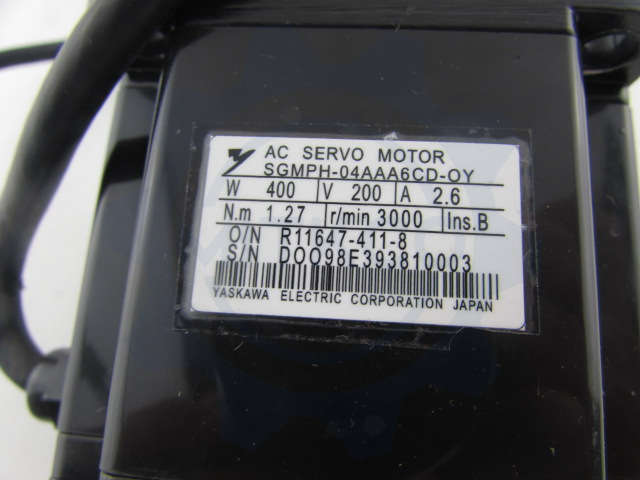 AC SERVO MOTOR
SGMPH-04AAA6CD-OY
W 400 V 200 A 2.6
N.m 1.27 r/min 3000 Ins.B
O/N R11647-411-8
S/N D0098E393810003
YASKAWA ELECTRIC CORPORATION JAPAN